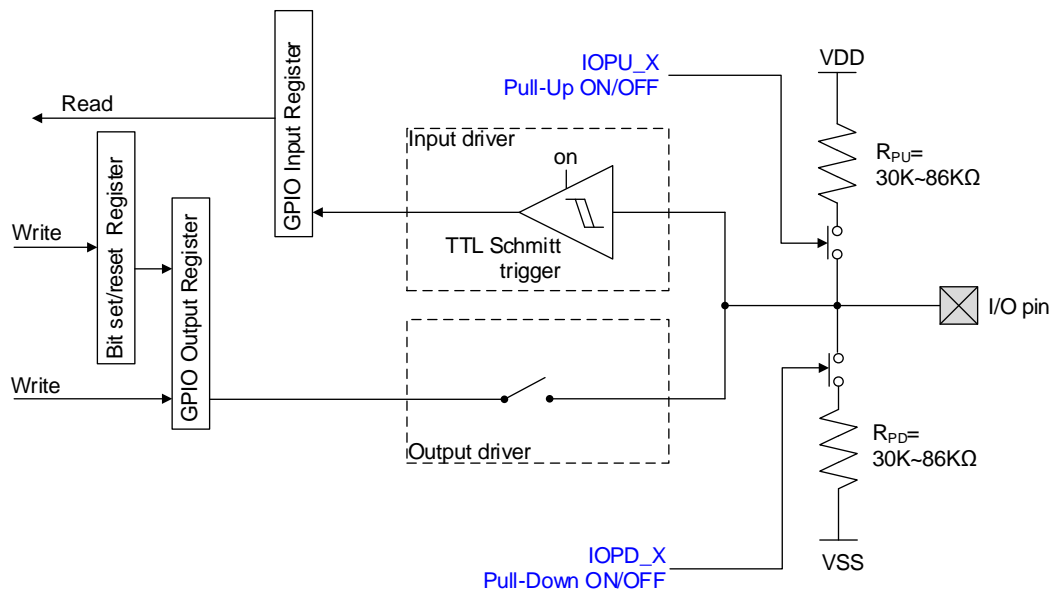 IOPU_X
Pull-Up ON/OFF
VDD
Read
GPIO Input Register
Input driver
on
R_PU=
30K~86KΩ
Write
Bit set/reset Register
GPIO Output Register
TTL Schmitt
trigger
I/O pin
Write
Output driver
R_PD=
30K~86KΩ
IOPD_X
Pull-Down ON/OFF
VSS